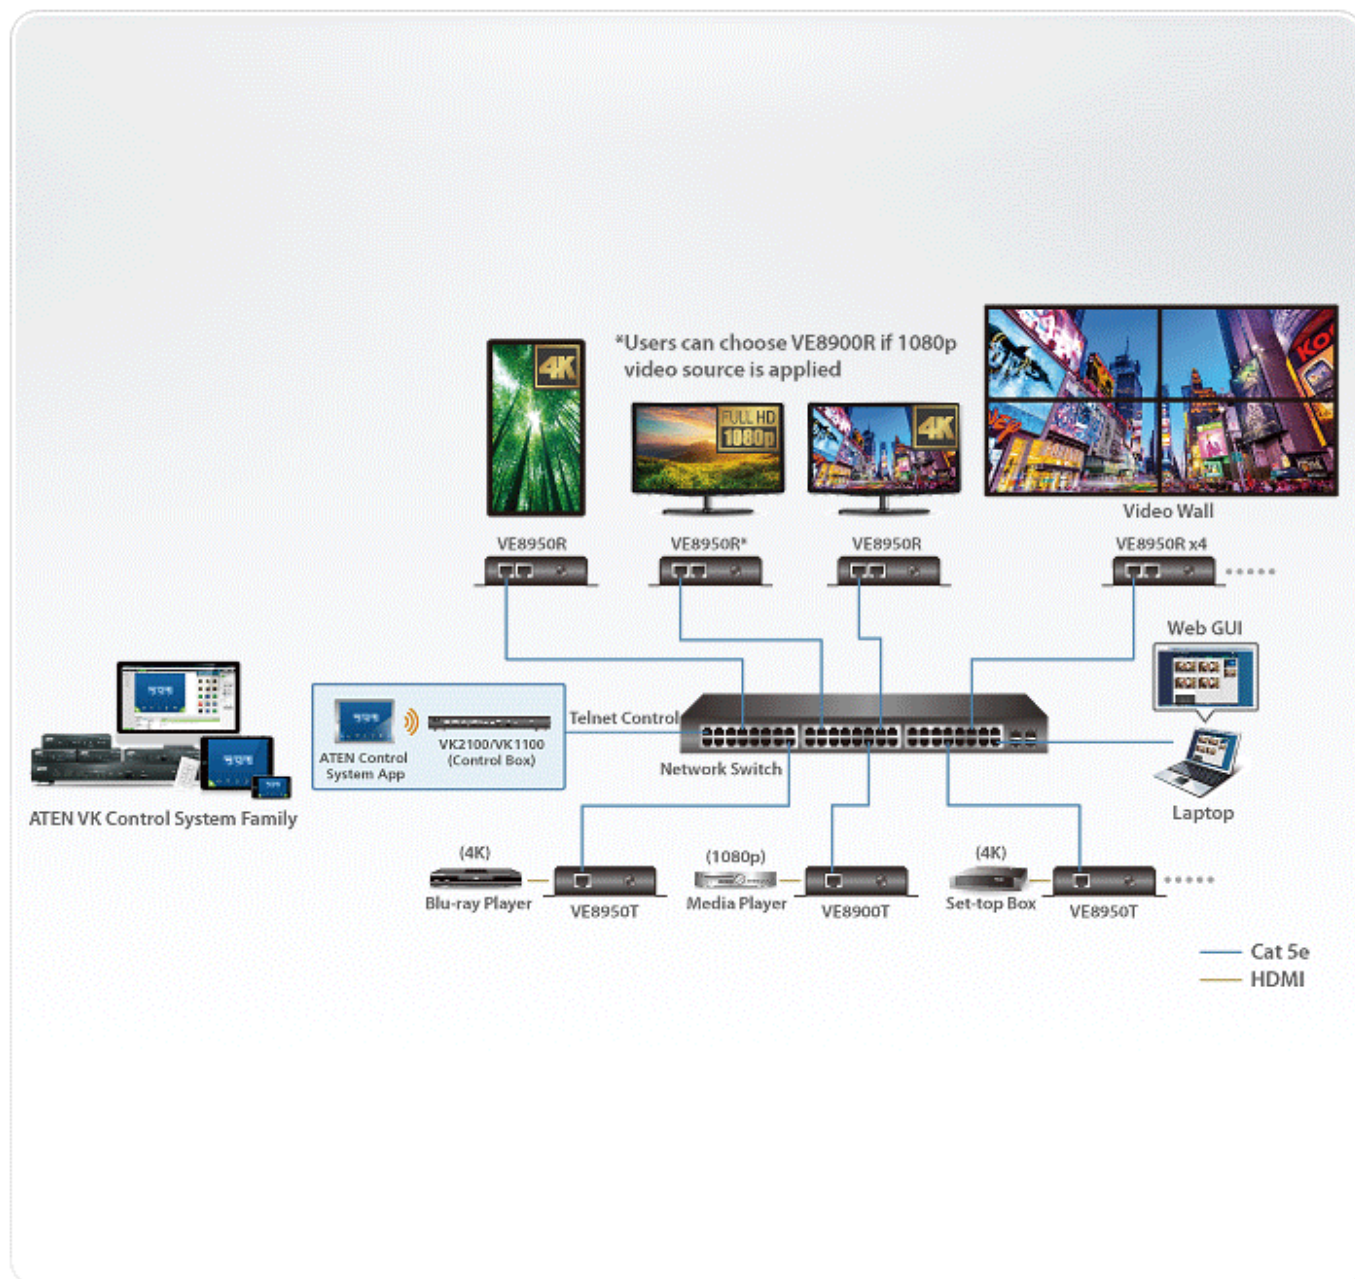 *Users can choose VE8900R if 1080p
video source is applied
4K
FULL HD
1080p
4K
Video Wall
VE8950R
VE8950R*
VE8950R
VE8950R x4
Web GUI
Telnet Control
ATEN Control
System App
VK2100/VK1100
(Control Box)
Network Switch
Laptop
ATEN VK Control System Family
(4K)
Blu-ray Player
VE8950T
(1080p)
Media Player
VE8900T
(4K)
Set-top Box
VE8950T
Cat 5e
HDMI